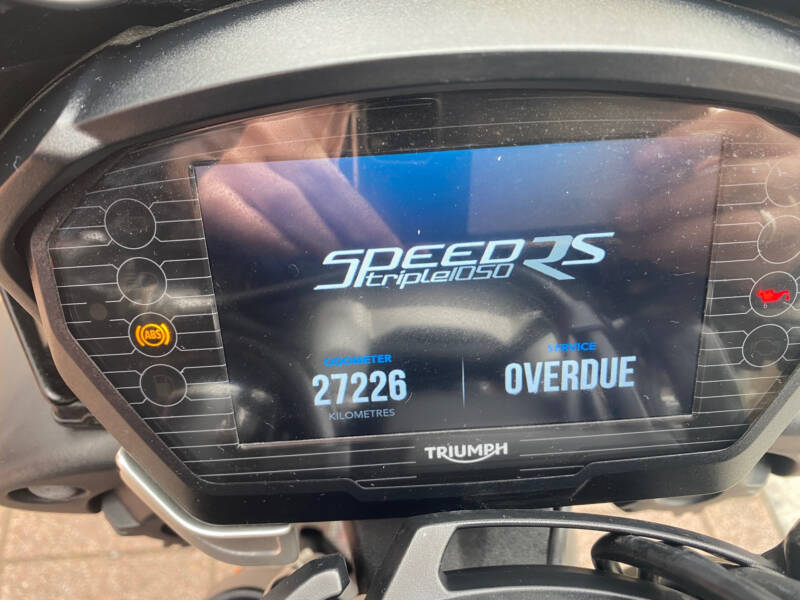 SPEED RS
triple1050
ABS
ODOMETER
SERVICE
27226
OVERDUE
KILOMETRES
TRIUMPH